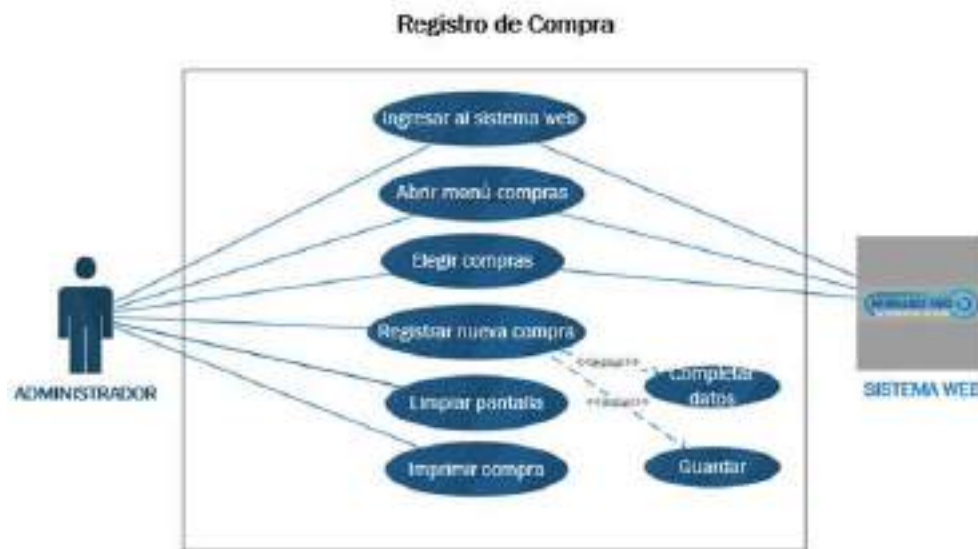 Registro de Compra
Ingresar al sistema web
Abrir menú compras
Elegir compras
Registrar nueva compra
Completar
datos
ADMINISTRADOR
SISTEMA WEB
Limpiar pantalla
Imprimir compra
Guardar